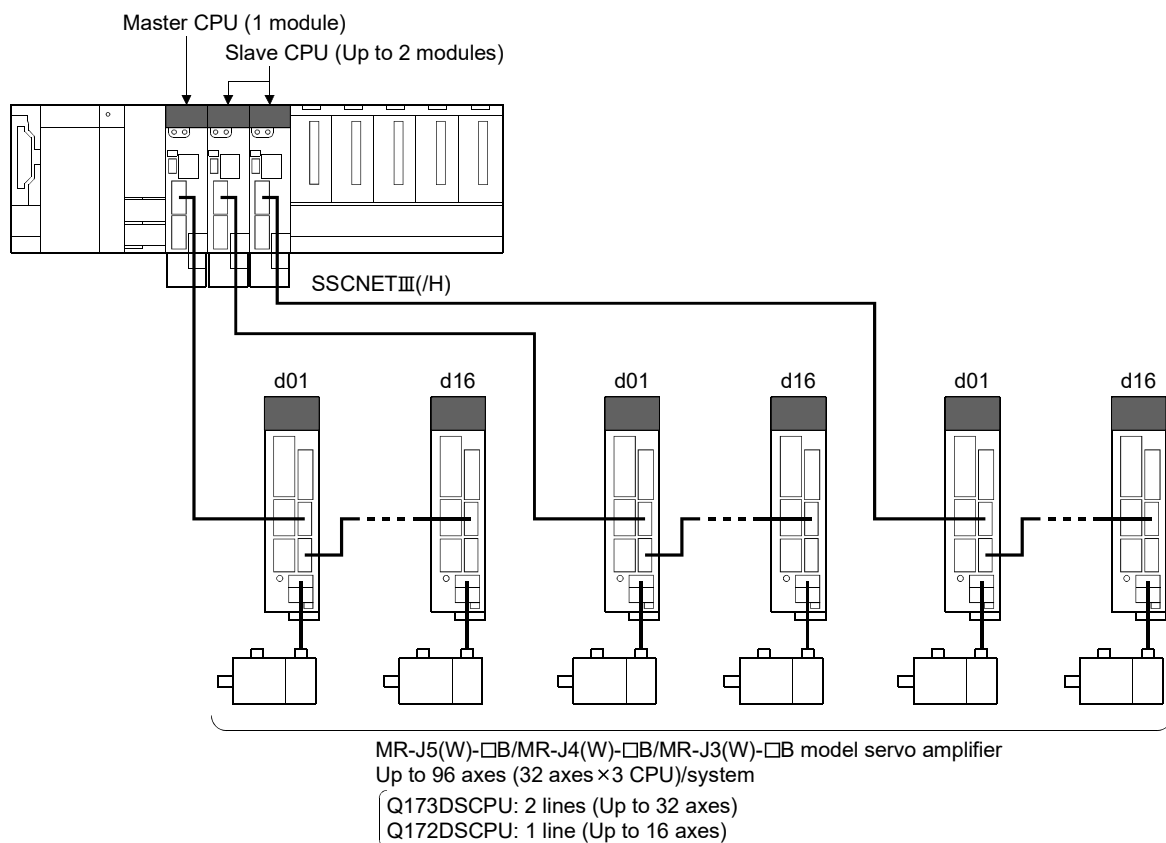 Master CPU (1 module)
Slave CPU (Up to 2 modules)
SSCNETⅢ(/H)
d01 d16 d01 d16 d01 d16
MR-J5(W)-□B/MR-J4(W)-□B/MR-J3(W)-□B model servo amplifier
Up to 96 axes (32 axes×3 CPU)/system
Q173DSCPU: 2 lines (Up to 32 axes)
Q172DSCPU: 1 line (Up to 16 axes)